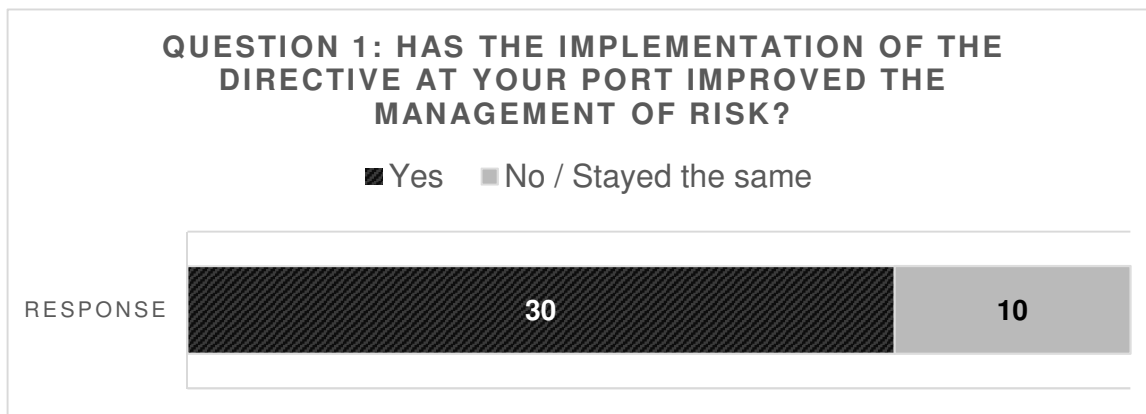 QUESTION 1: HAS THE IMPLEMENTATION OF THE
DIRECTIVE AT YOUR PORT IMPROVED THE
MANAGEMENT OF RISK?
Yes No / Stayed the same
RESPONSE 30 10